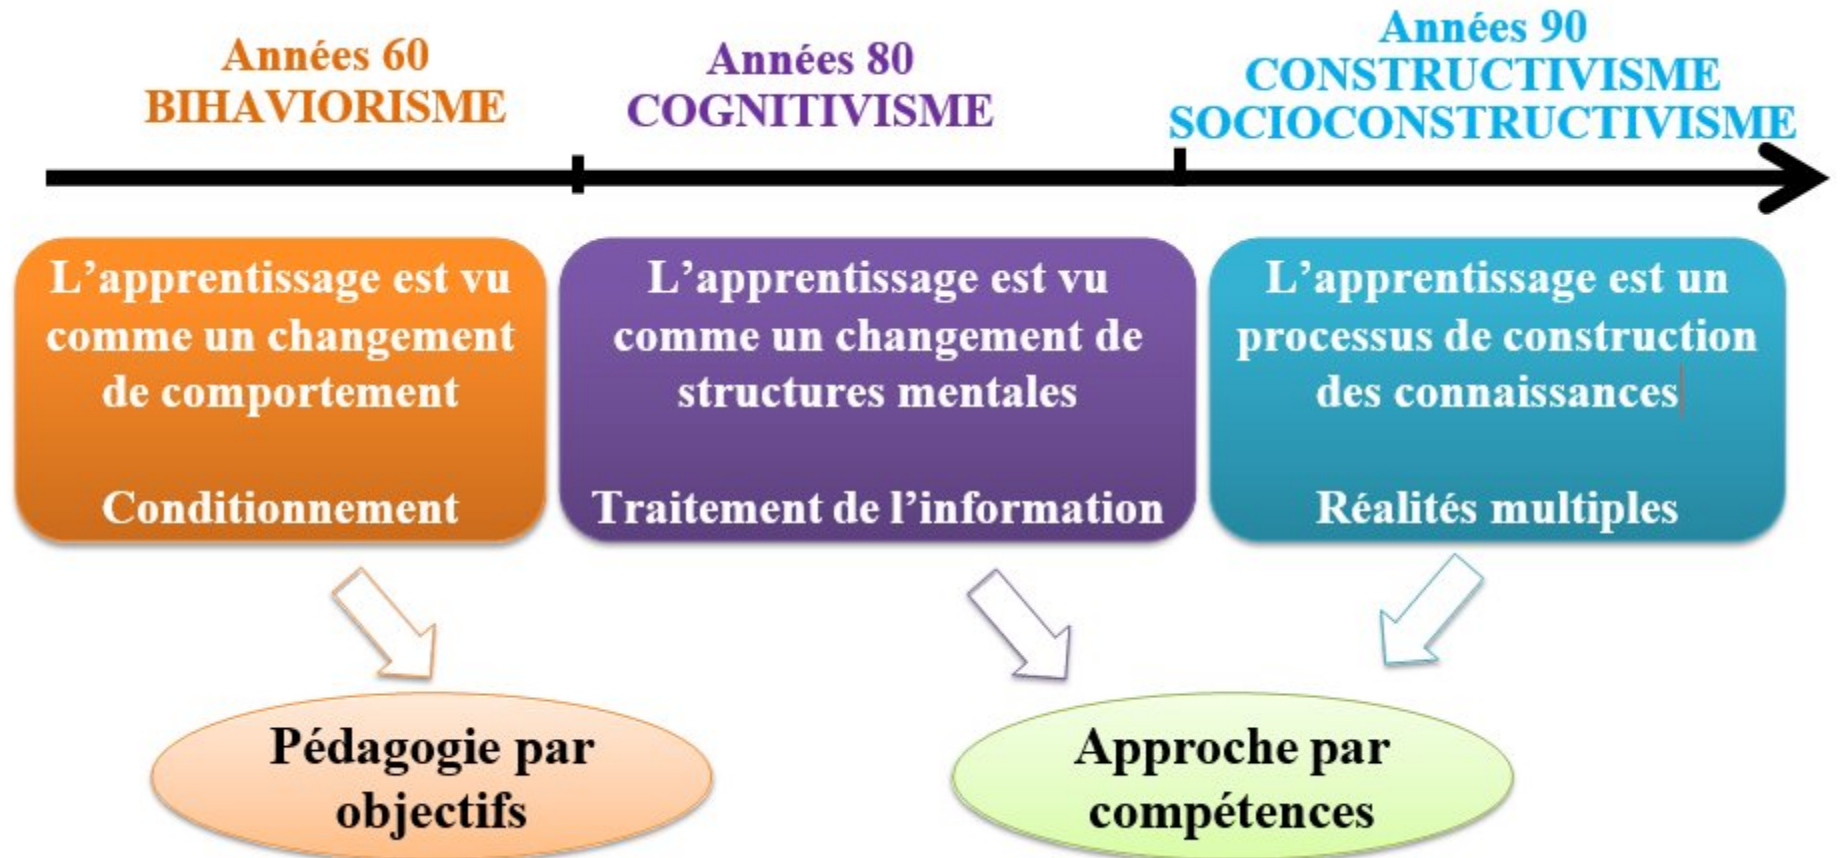 Années 60
BIHAVIORISME
Années 80
COGNITIVISME
Années 90
CONSTRUCTIVISME
SOCIOCONSTRUCTIVISME
L’apprentissage est vu
comme un changement
de comportement
Conditionnement
L’apprentissage est vu
comme un changement de
structures mentales
Traitement de l’information
L’apprentissage est un
processus de construction
des connaissances
Réalités multiples
Pédagogie par
objectifs
Approche par
compétences